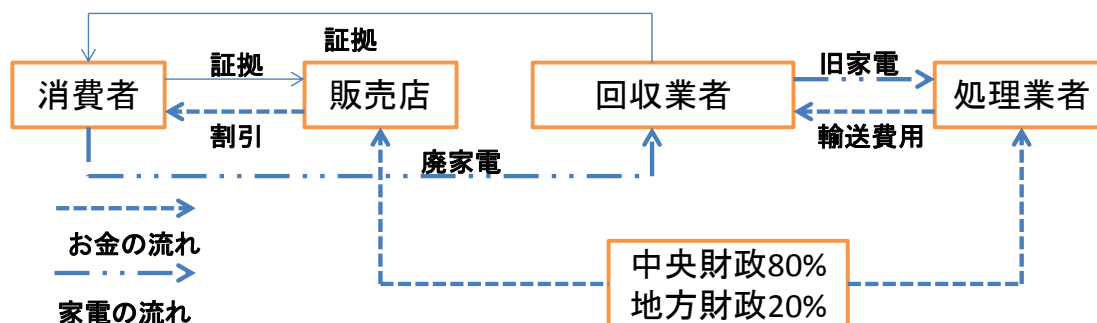 証拠
消費者
証拠
割引
販売店
回収業者
旧家電
輸送費用
処理業者
廃家電
お金の流れ
家電の流れ
中央財政80%
地方財政20%